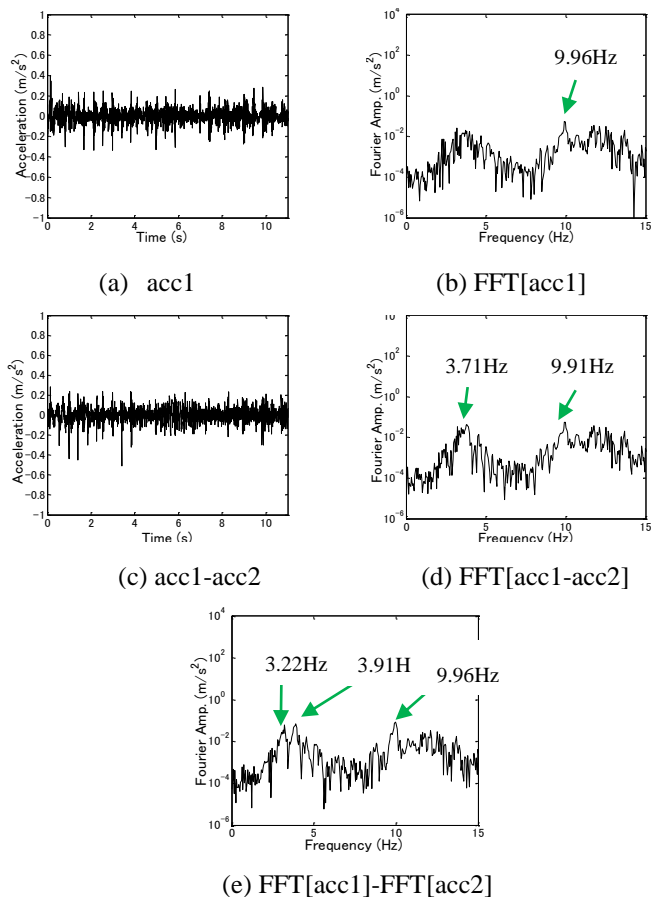 Acceleration (m/s²)
1
0.8
0.6
0.4
0.2
0
−0.2
−0.4
−0.6
−0.8
−1
0 2 4 6 8 10
Time (s)
(a) acc1
9.96Hz
Fourier Amp. (m/s²)
10⁴
10²
10⁰
10⁻²
10⁻⁴
10⁻⁶
0 5 10 15
Frequency (Hz)
(b) FFT[acc1]
Acceleration (m/s²)
1
0.8
0.6
0.4
0.2
0
−0.2
−0.4
−0.6
−0.8
−1
0 2 4 6 8 10
Time (s)
(c) acc1-acc2
3.71Hz 9.91Hz
Fourier Amp. (m/s²)
10⁴
10²
10⁰
10⁻²
10⁻⁴
10⁻⁶
0 5 10 15
Frequency (Hz)
(d) FFT[acc1-acc2]
3.22Hz 3.91H 9.96Hz
Fourier Amp. (m/s²)
10⁴
10²
10⁰
10⁻²
10⁻⁴
10⁻⁶
0 5 10 15
Frequency (Hz)
(e) FFT[acc1]-FFT[acc2]